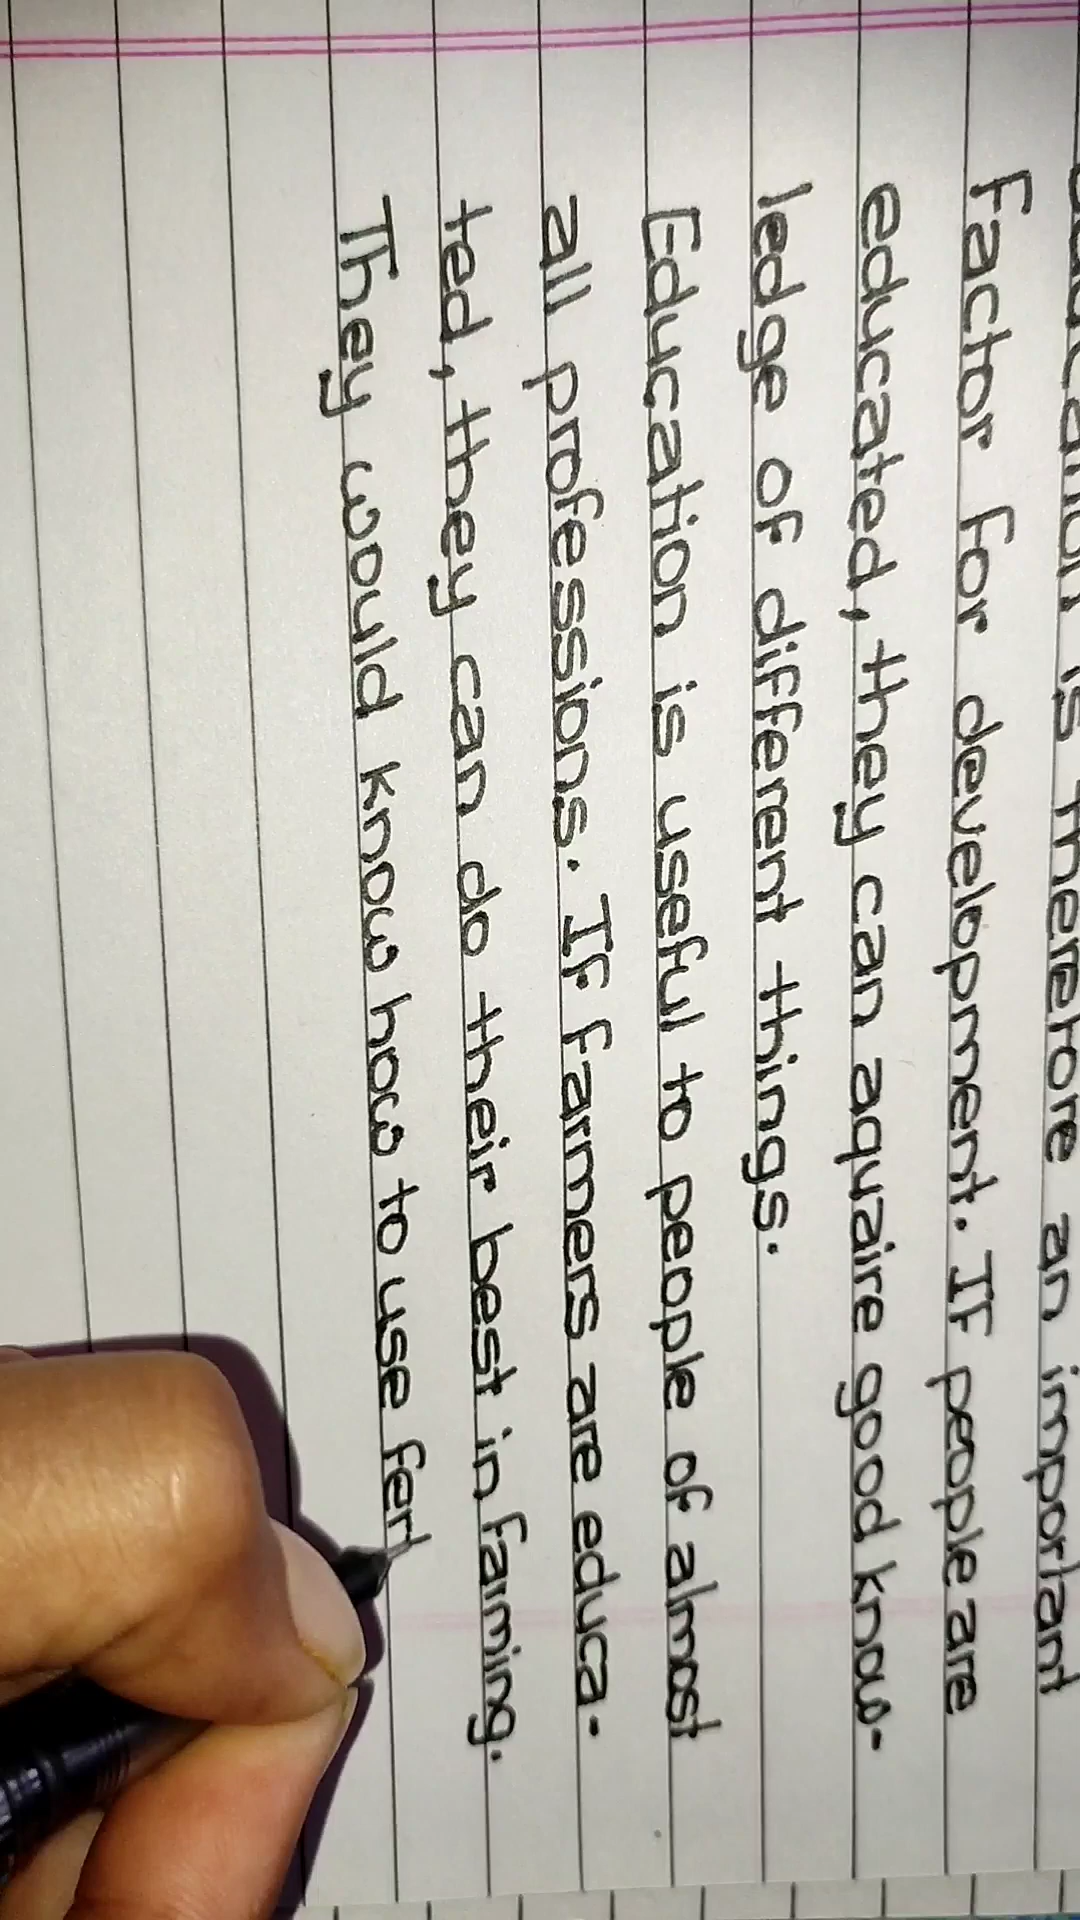 Education is therefore an important
Factor for development. If people are
educated, they can aquaire good know-
ledge of different things.
Education is useful to people of almost
all professions. If farmers are educa-
ted, they can do their best in farming.
They would know how to use fert